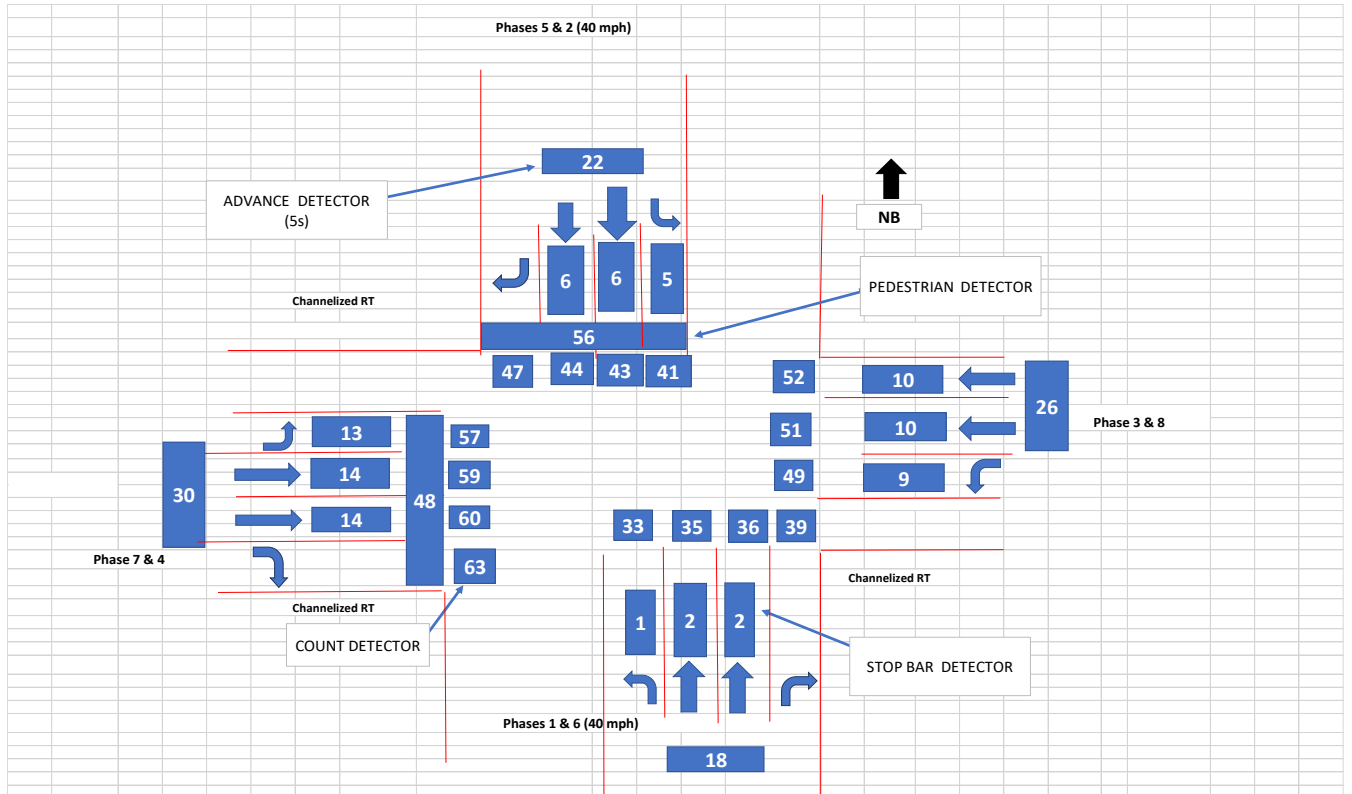 Phases 5 & 2 (40 mph)
22
ADVANCE DETECTOR
(5s)
NB
6
6
5
PEDESTRIAN DETECTOR
Channelized RT
56
47
44
43
41
52
10
26
51
10
Phase 3 & 8
49
9
13
57
30
14
48
59
14
60
33
35
36
39
Phase 7 & 4
63
Channelized RT
Channelized RT
1
2
2
COUNT DETECTOR
STOP BAR DETECTOR
Phases 1 & 6 (40 mph)
18